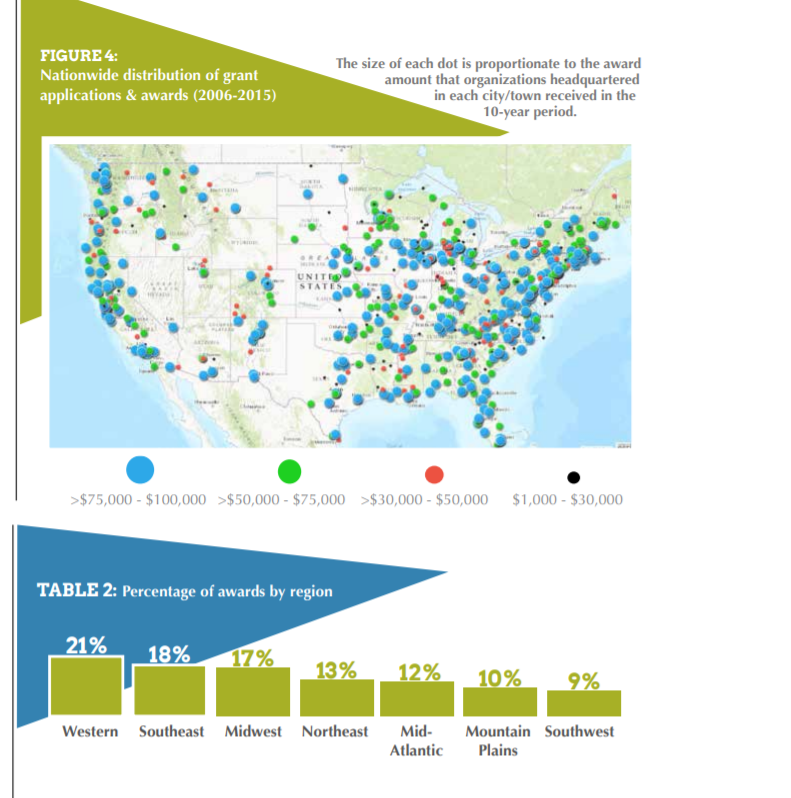 FIGURE 4:
Nationwide distribution of grant
applications & awards (2006-2015)
The size of each dot is proportionate to the award
amount that organizations headquartered
in each city/town received in the
10-year period.
UNITED
STATES
>$75,000 - $100,000 >$50,000 - $75,000 >$30,000 - $50,000 $1,000 - $30,000
TABLE 2: Percentage of awards by region
21% 18% 17% 13% 12% 10% 9%
Western Southeast Midwest Northeast Mid- Mountain Southwest
Atlantic Plains